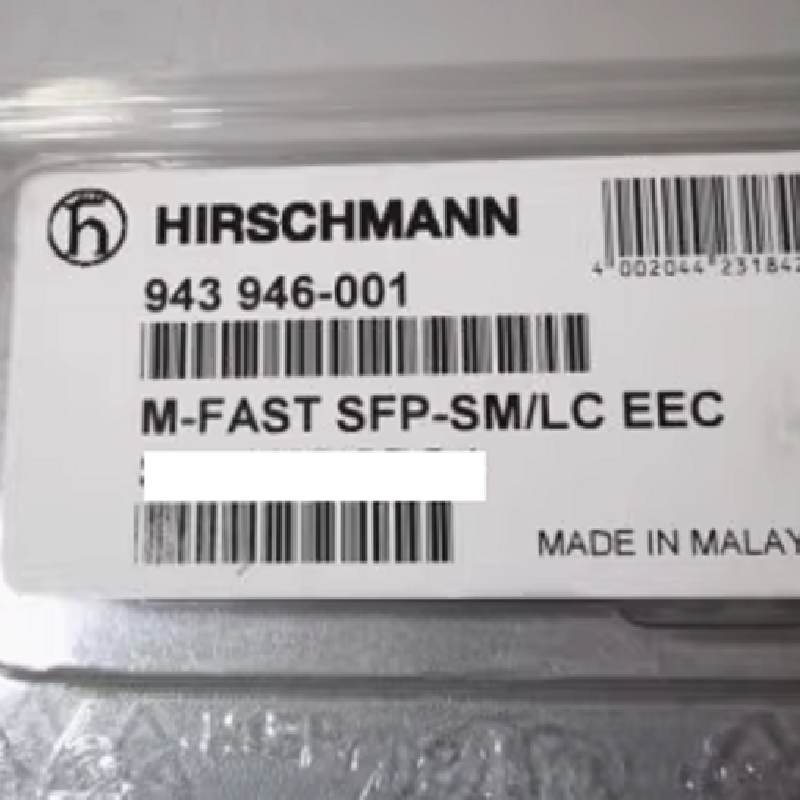 HIRSCHMANN
4 002044 231842
943 946-001
M-FAST SFP-SM/LC EEC
MADE IN MALAY